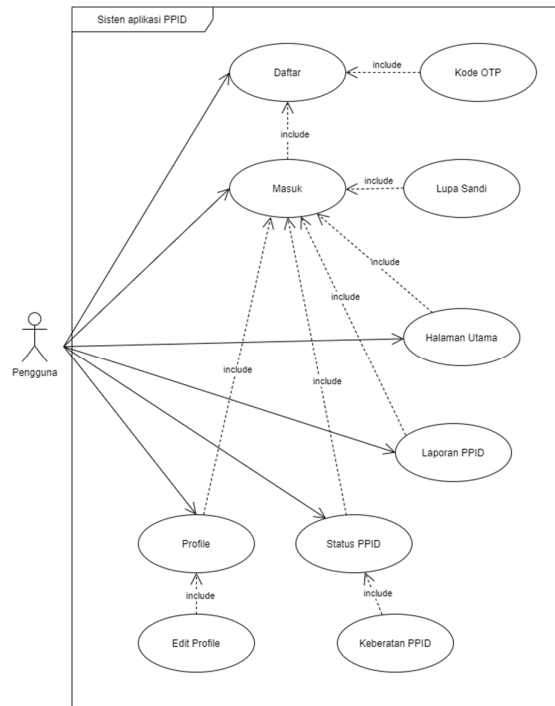 Sisten aplikasi PPID
Daftar
include
Kode OTP
include
Masuk
include
Lupa Sandi
include
include
Halaman Utama
Pengguna
include
include
Laporan PPID
Profile
Status PPID
include
include
Edit Profile
Keberatan PPID